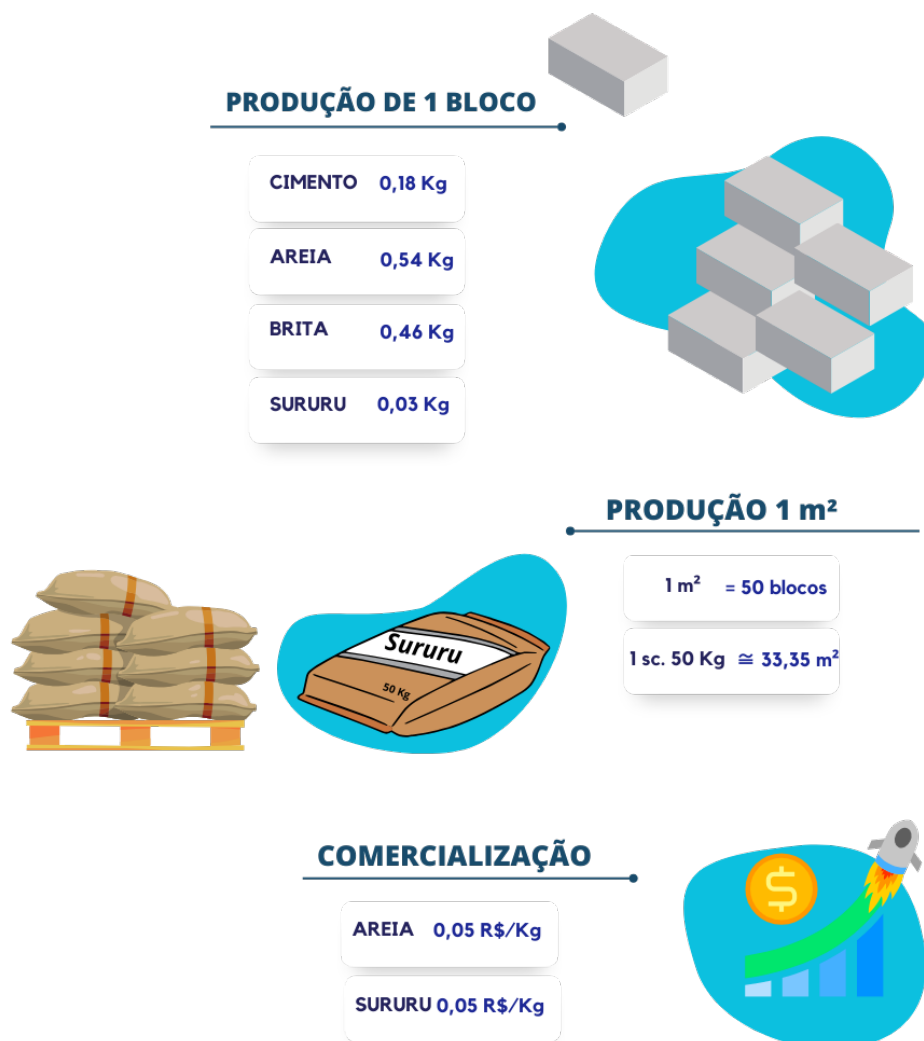 PRODUÇÃO DE 1 BLOCO
CIMENTO 0,18 Kg
AREIA 0,54 Kg
BRITA 0,46 Kg
SURURU 0,03 Kg
PRODUÇÃO 1 m²
1 m² = 50 blocos
1 sc. 50 Kg ≅ 33,35 m²
Sururu
50 Kg
COMERCIALIZAÇÃO
AREIA 0,05 R$/Kg
SURURU 0,05 R$/Kg